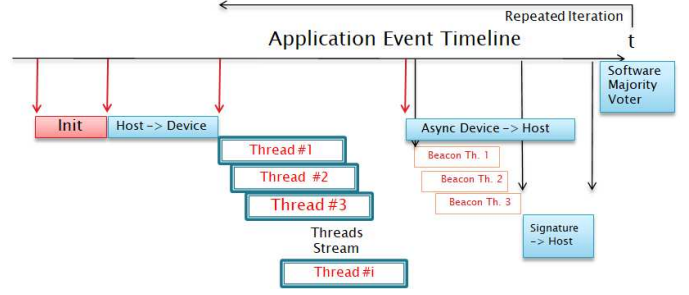 Repeated Iteration
Application Event Timeline
t
Software
Majority
Voter
Init
Host -> Device
Async Device -> Host
Thread #1
Thread #2
Thread #3
Beacon Th. 1
Beacon Th. 2
Beacon Th. 3
Threads
Stream
Signature
-> Host
Thread#i